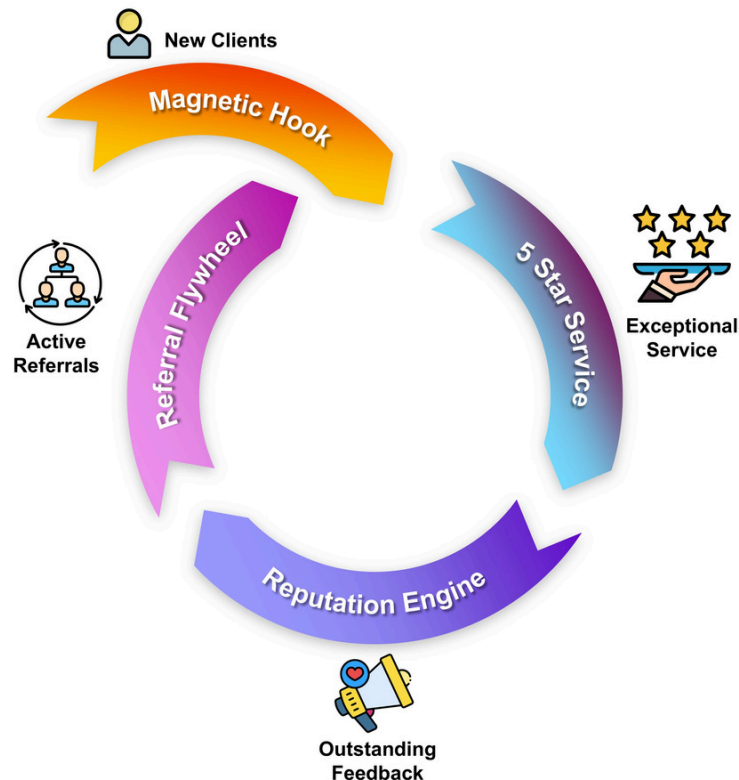 New Clients
Magnetic Hook
5 Star Service
Exceptional
Service
Reputation Engine
Outstanding
Feedback
Referral Flywheel
Active
Referrals